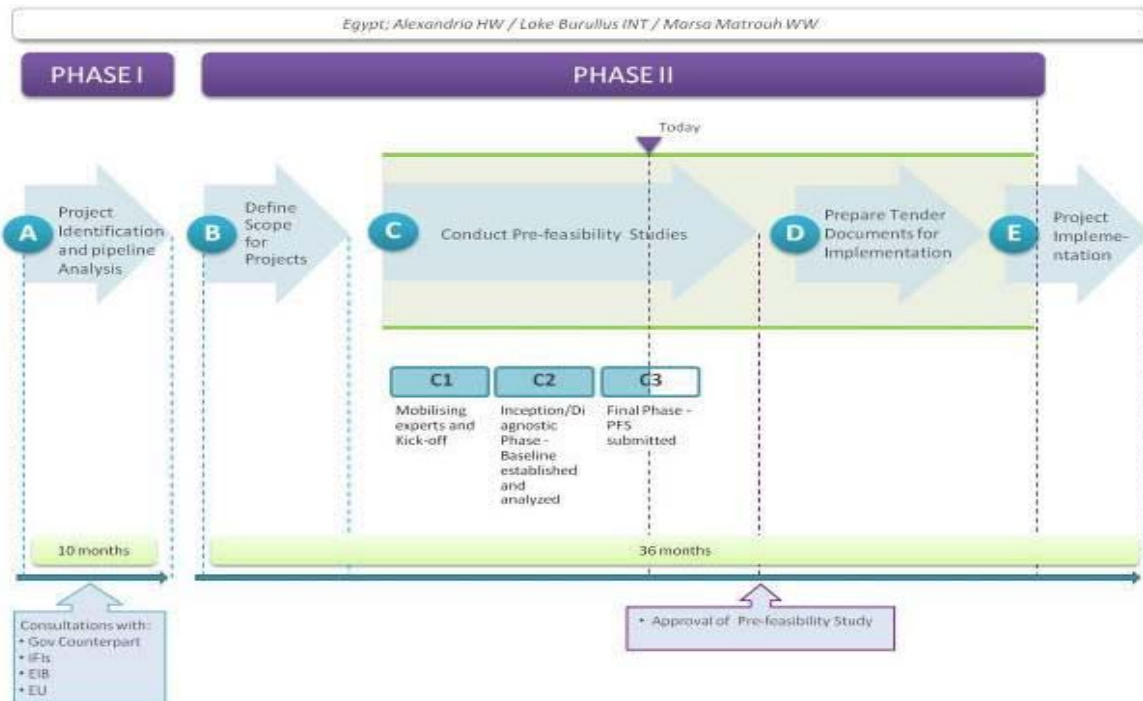 Egypt; Alexandria HW / Lake Burullus INT / Marsa Matrouh WW
PHASE I
PHASE II
Today
A
Project
Identification
and pipeline
Analysis
B
Define
Scope
for
Projects
C
Conduct Pre-feasibility Studies
D
Prepare Tender
Documents for
Implementation
E
Project
Impleme-
ntation
C1
Mobilising
experts and
Kick-off
C2
Inception/Di
agnostic
Phase -
Baseline
established
and
analyzed
C3
Final Phase -
PFS
submitted
10 months
36 months
Consultations with:
• Gov Counterpart
• IFIs
• EIB
• EU
• Approval of Pre-feasibility Study